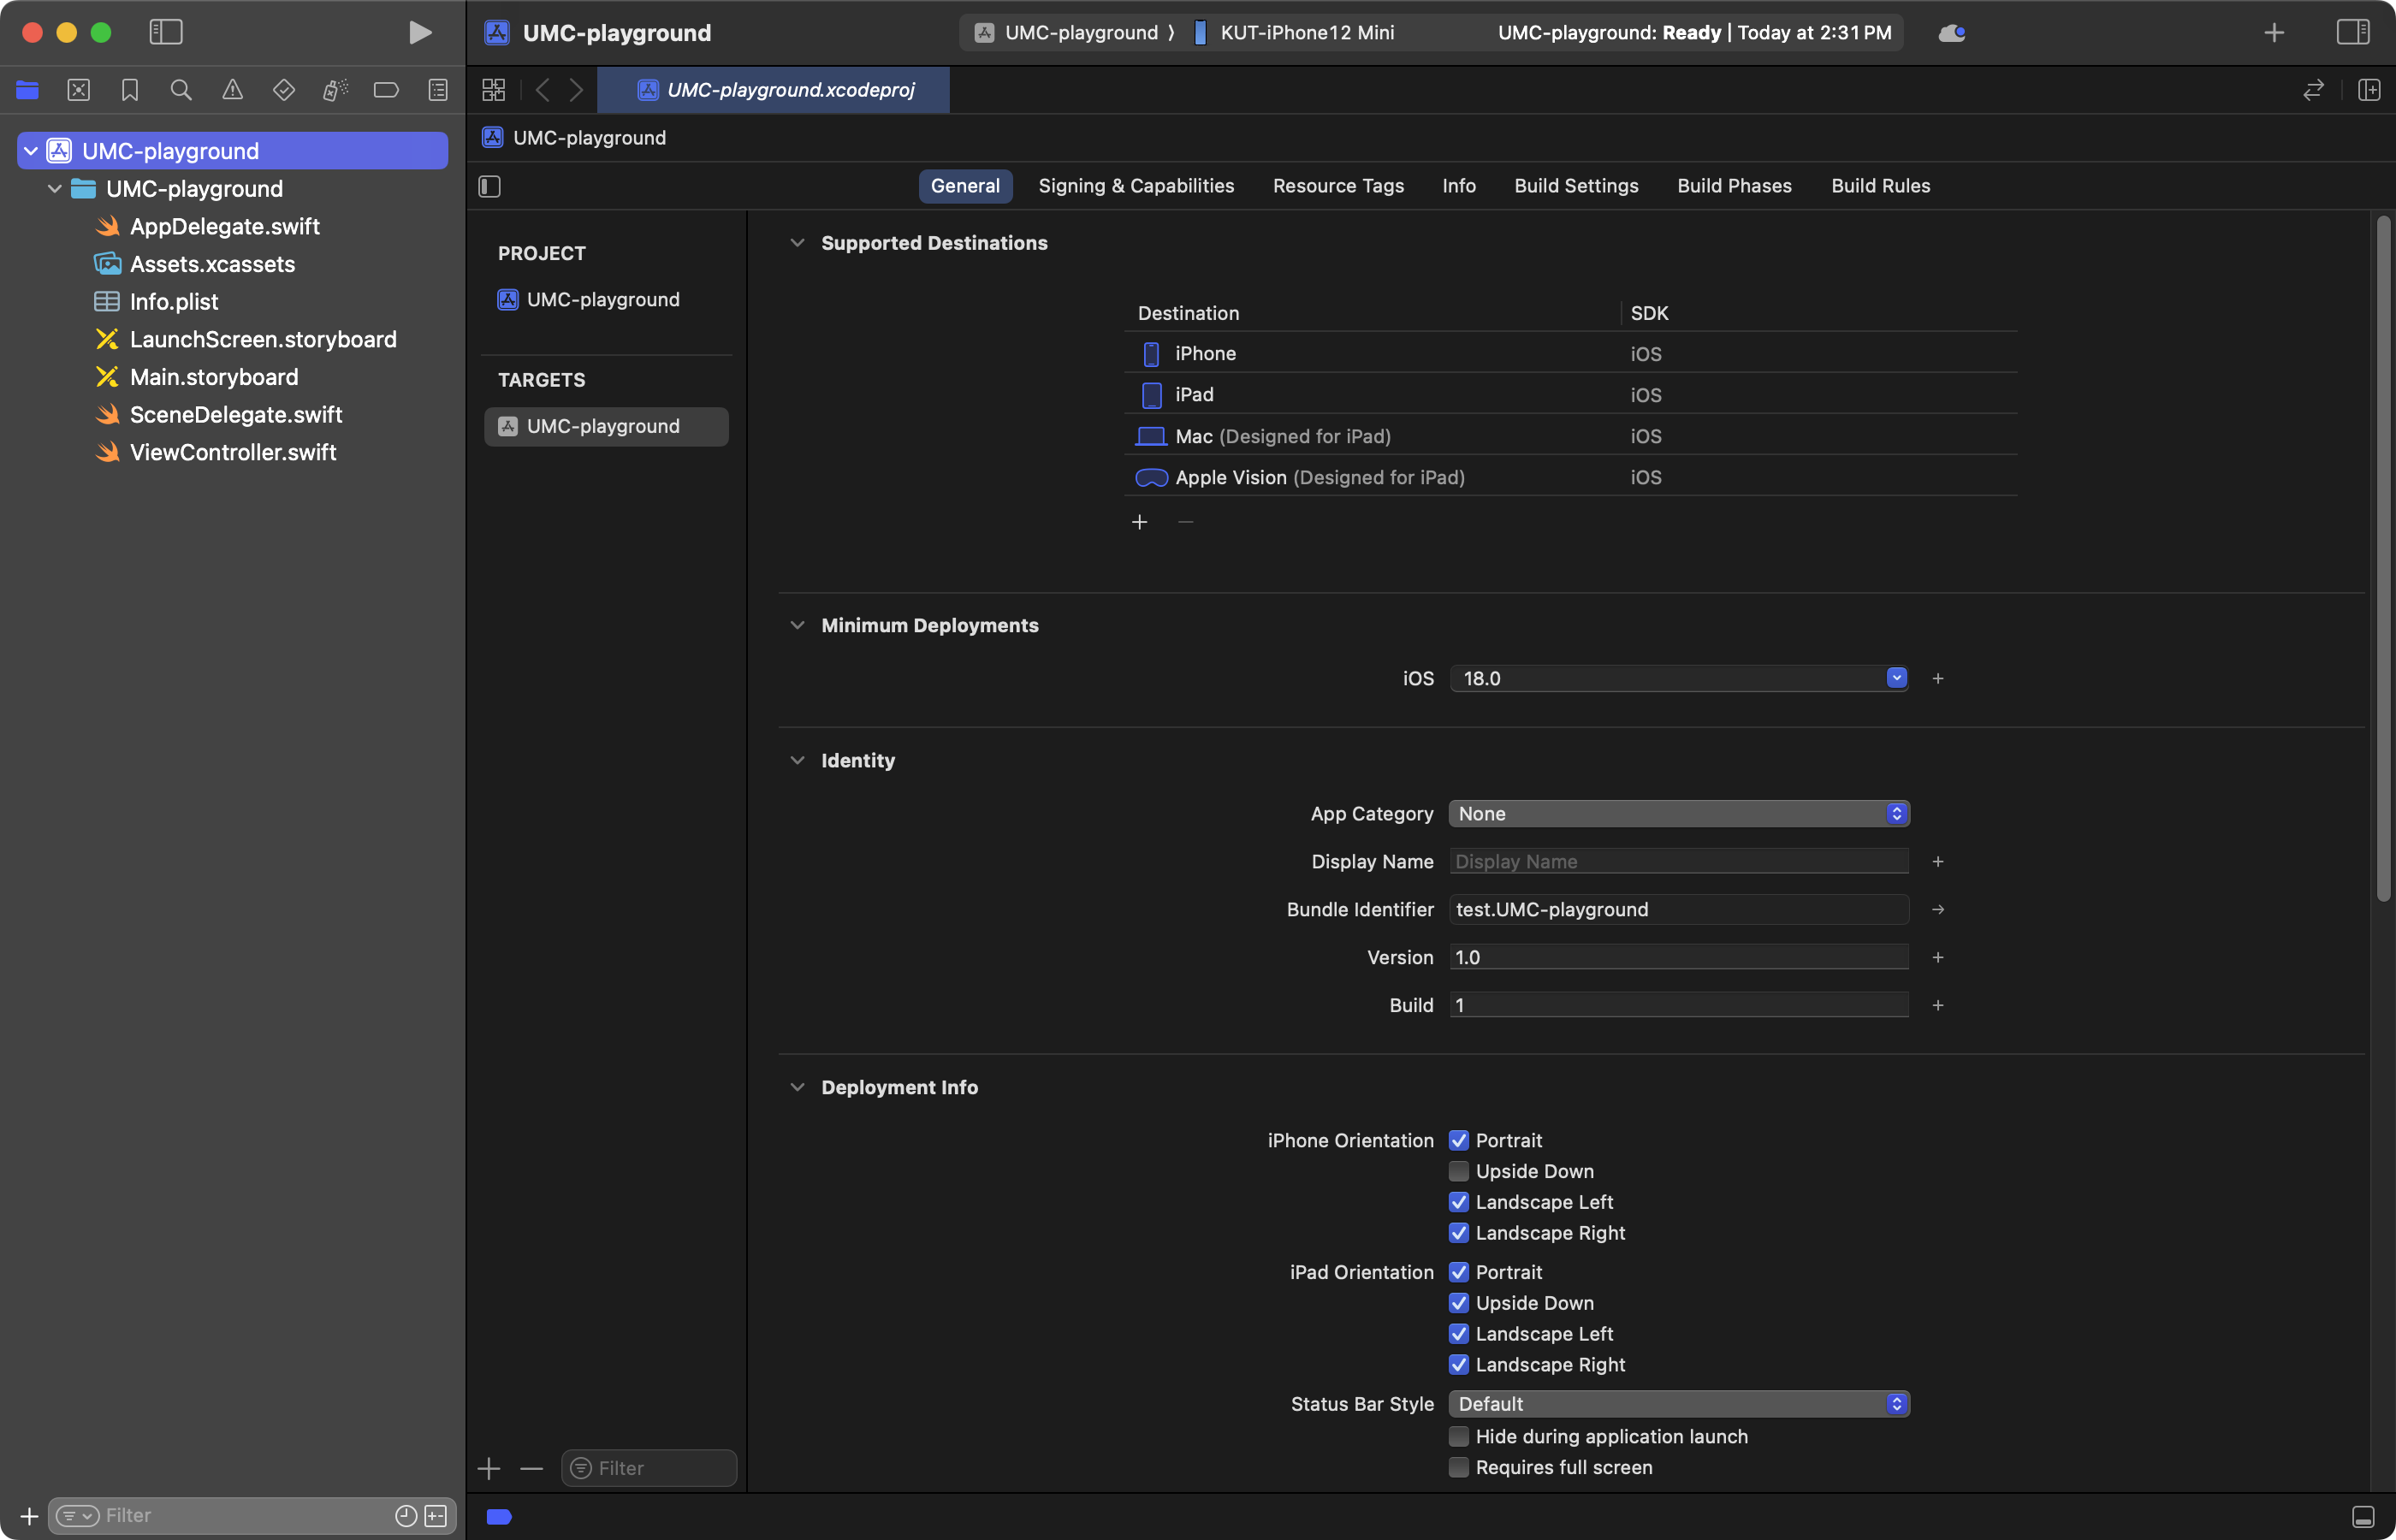 UMC-playground
UMC-playground ⟩ KUT-iPhone12 Mini
UMC-playground: Ready | Today at 2:31 PM
UMC-playground.xcodeproj
UMC-playground
UMC-playground
UMC-playground
AppDelegate.swift
Assets.xcassets
Info.plist
LaunchScreen.storyboard
Main.storyboard
SceneDelegate.swift
ViewController.swift
Filter
General Signing & Capabilities Resource Tags Info Build Settings Build Phases Build Rules
PROJECT
UMC-playground
TARGETS
UMC-playground
Filter
Supported Destinations
Destination SDK
iPhone iOS
iPad iOS
Mac (Designed for iPad) iOS
Apple Vision (Designed for iPad) iOS
Minimum Deployments
iOS 18.0
Identity
App Category None
Display Name Display Name
Bundle Identifier test.UMC-playground
Version 1.0
Build 1
Deployment Info
iPhone Orientation Portrait
Upside Down
Landscape Left
Landscape Right
iPad Orientation Portrait
Upside Down
Landscape Left
Landscape Right
Status Bar Style Default
Hide during application launch
Requires full screen